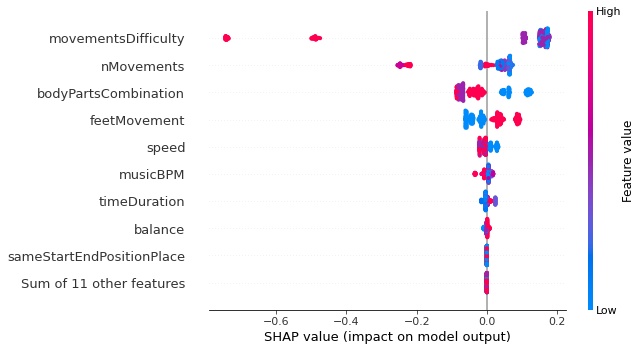 High
movementsDifficulty
nMovements
bodyPartsCombination
feetMovement
speed
musicBPM
timeDuration
balance
sameStartEndPositionPlace
Sum of 11 other features
Feature value
Low
−0.6 −0.4 −0.2 0.0 0.2
SHAP value (impact on model output)